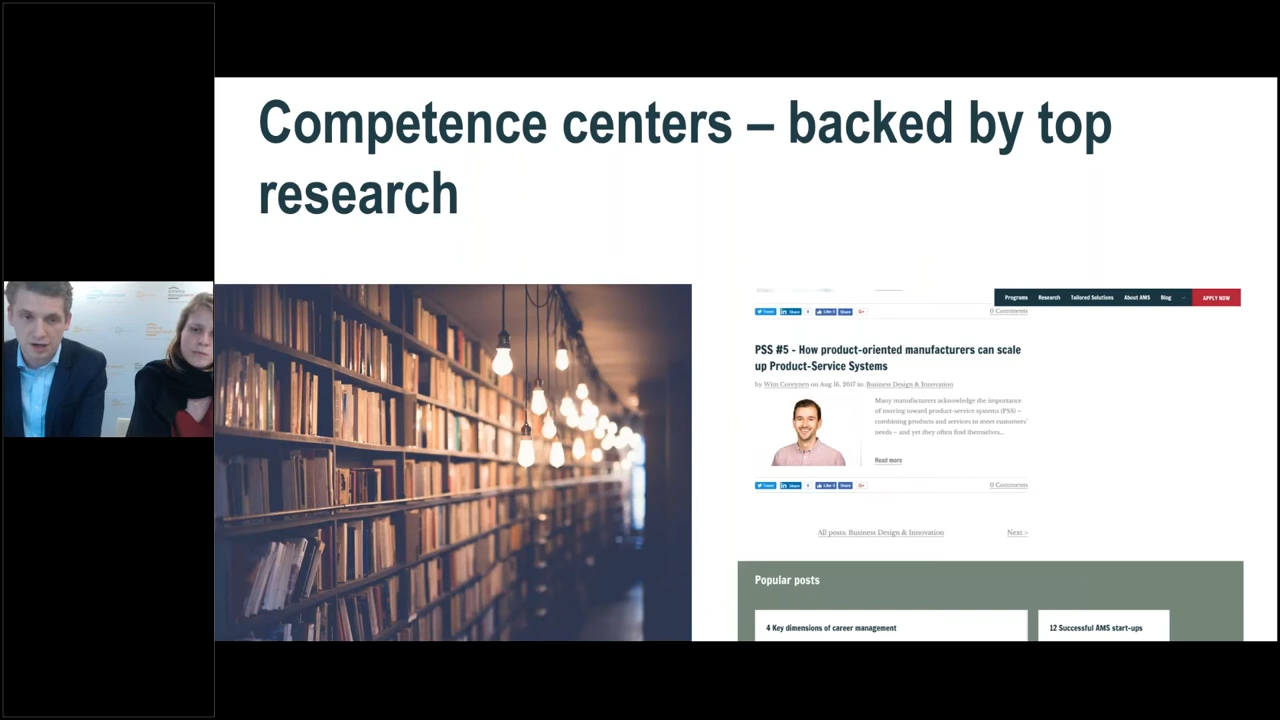 Competence centers – backed by top
research
Programs Research Tailored Solutions About AMS Blog APPLY NOW
Tweet Share 0 Like 1 Share G+ 0 Comments
PSS #5 - How product-oriented manufacturers can scale
up Product-Service Systems
by Wim Coreynen on Aug 16, 2017 in: Business Design & Innovation
Many manufacturers acknowledge the importance
of moving toward product-service systems (PSS) –
combining products and services to meet customers'
needs – and yet they often find themselves...
Read more
Tweet Share 0 Like 1 Share G+ 0 Comments
All posts: Business Design & Innovation Next >
Popular posts
4 Key dimensions of career management 12 Successful AMS start-ups